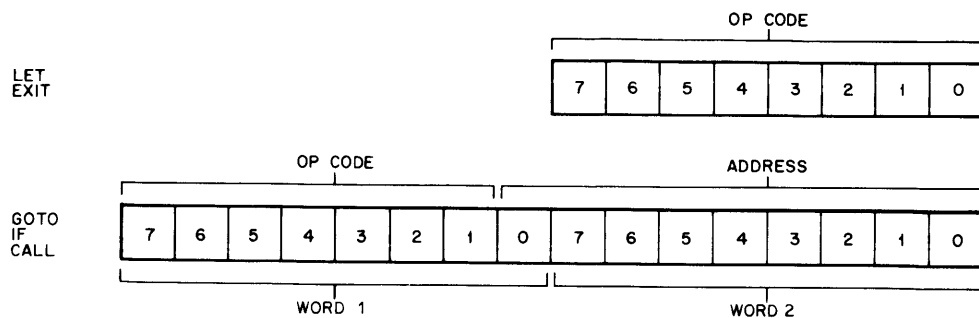 OP CODE
LET
EXIT
7 6 5 4 3 2 1 0
OP CODE
ADDRESS
GOTO
IF
CALL
7 6 5 4 3 2 1 0 7 6 5 4 3 2 1 0
WORD 1
WORD 2